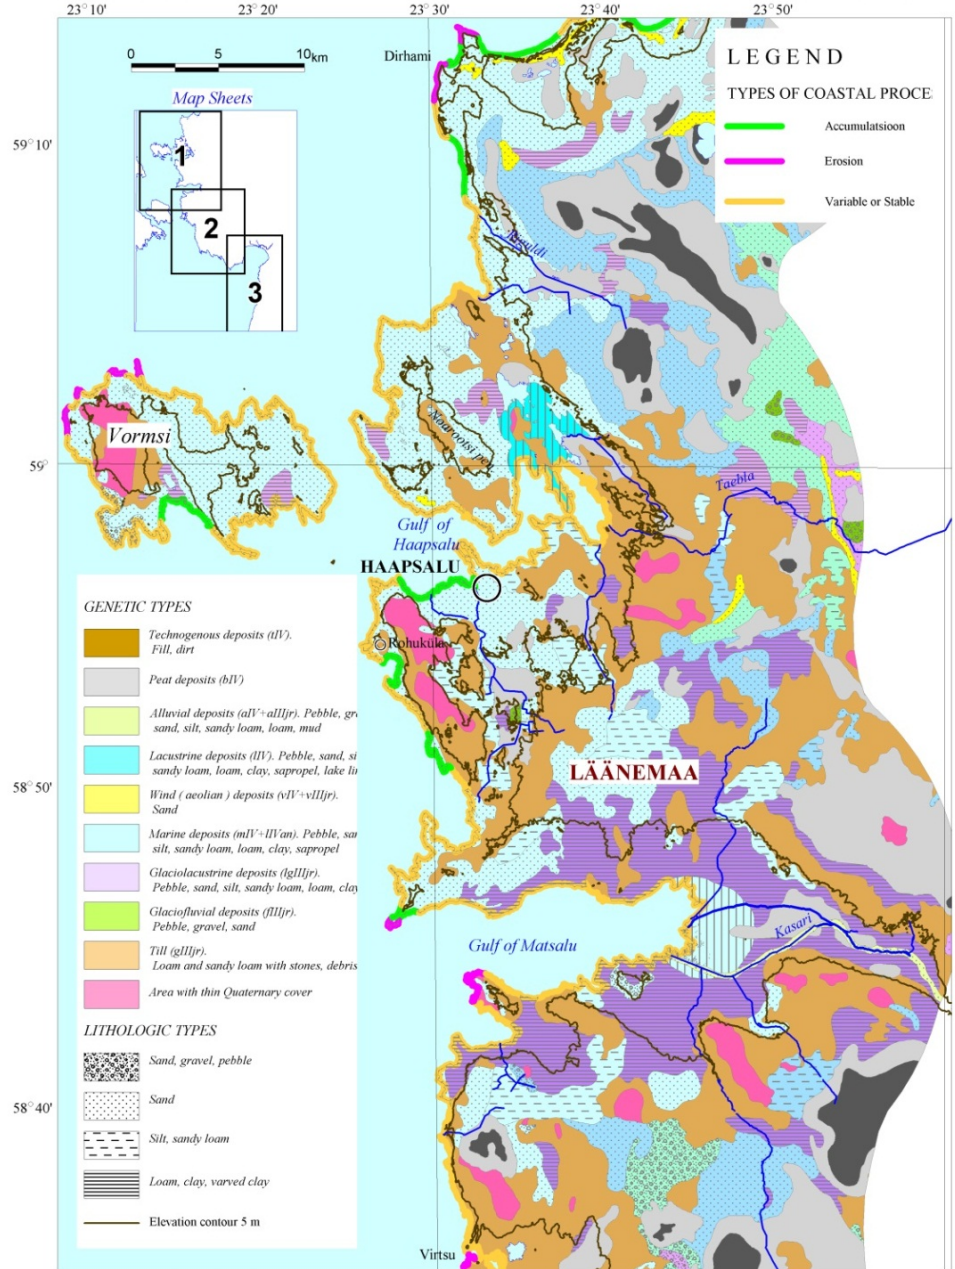 23°10'
23°20'
23°30'
23°40'
23°50'
0 5 10km
Map Sheets
1
2
3
Dirhami
LEGEND
TYPES OF COASTAL PROCE
Accumulatsioon
Erosion
Variable or Stable
59°10'
Vormsi
59°
Taebla
Gulf of
Haapsalu
HAAPSALU
Rohuküla
GENETIC TYPES
Technogenous deposits (tIV).
Fill, dirt
Peat deposits (bIV)
Alluvial deposits (aIV+aIIIjr). Pebble, gr
sand, silt, sandy loam, loam, mud
Lacustrine deposits (lIV). Pebble, sand, si
sandy loam, loam, clay, sapropel, lake li
Wind ( aeolian ) deposits (vIV+vIIIjr).
Sand
Marine deposits (mIV+lIVan). Pebble, sa
silt, sandy loam, loam, clay, sapropel
Glaciolacustrine deposits (lgIIIjr).
Pebble, sand, silt, sandy loam, loam, clay
Glaciofluvial deposits (fIIIjr).
Pebble, gravel, sand
Till (gIIIjr).
Loam and sandy loam with stones, debris
Area with thin Quaternary cover
LITHOLOGIC TYPES
Sand, gravel, pebble
Sand
Silt, sandy loam
Loam, clay, varved clay
Elevation contour 5 m
LÄÄNEMAA
58°50'
Kasari
Gulf of Matsalu
58°40'
Virtsu